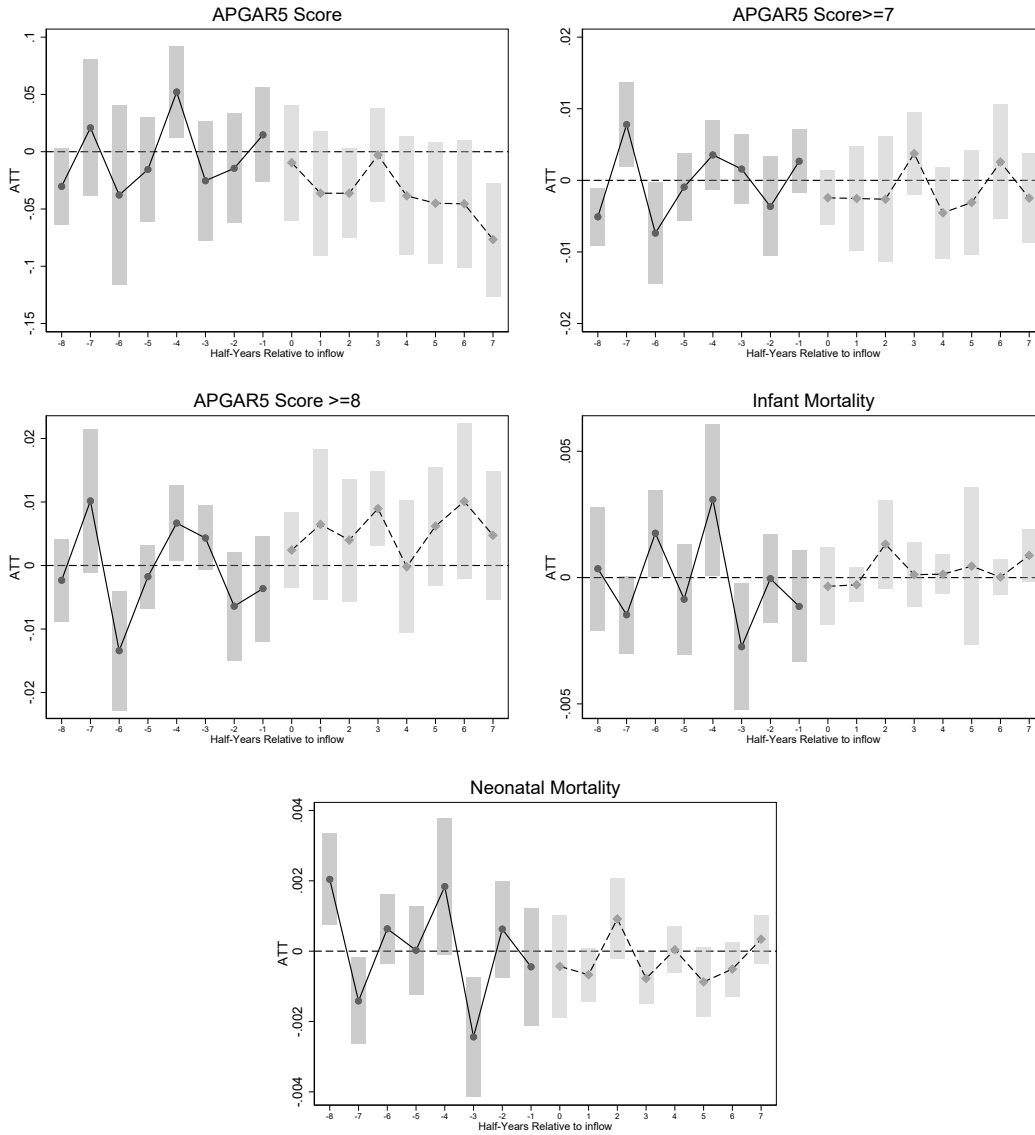 APGAR5 Score
ATT
.1
.05
0
-.05
-.1
-.15
-8 -7 -6 -5 -4 -3 -2 -1 0 1 2 3 4 5 6 7
Half-Years Relative to inflow
APGAR5 Score>=7
ATT
.02
.01
0
-.01
-.02
-8 -7 -6 -5 -4 -3 -2 -1 0 1 2 3 4 5 6 7
Half-Years Relative to inflow
APGAR5 Score >=8
ATT
.02
.01
0
-.01
-.02
-8 -7 -6 -5 -4 -3 -2 -1 0 1 2 3 4 5 6 7
Half-Years Relative to inflow
Infant Mortality
ATT
.005
0
-.005
-8 -7 -6 -5 -4 -3 -2 -1 0 1 2 3 4 5 6 7
Half-Years Relative to inflow
Neonatal Mortality
ATT
.004
.002
0
-.002
-.004
-8 -7 -6 -5 -4 -3 -2 -1 0 1 2 3 4 5 6 7
Half-Years Relative to inflow